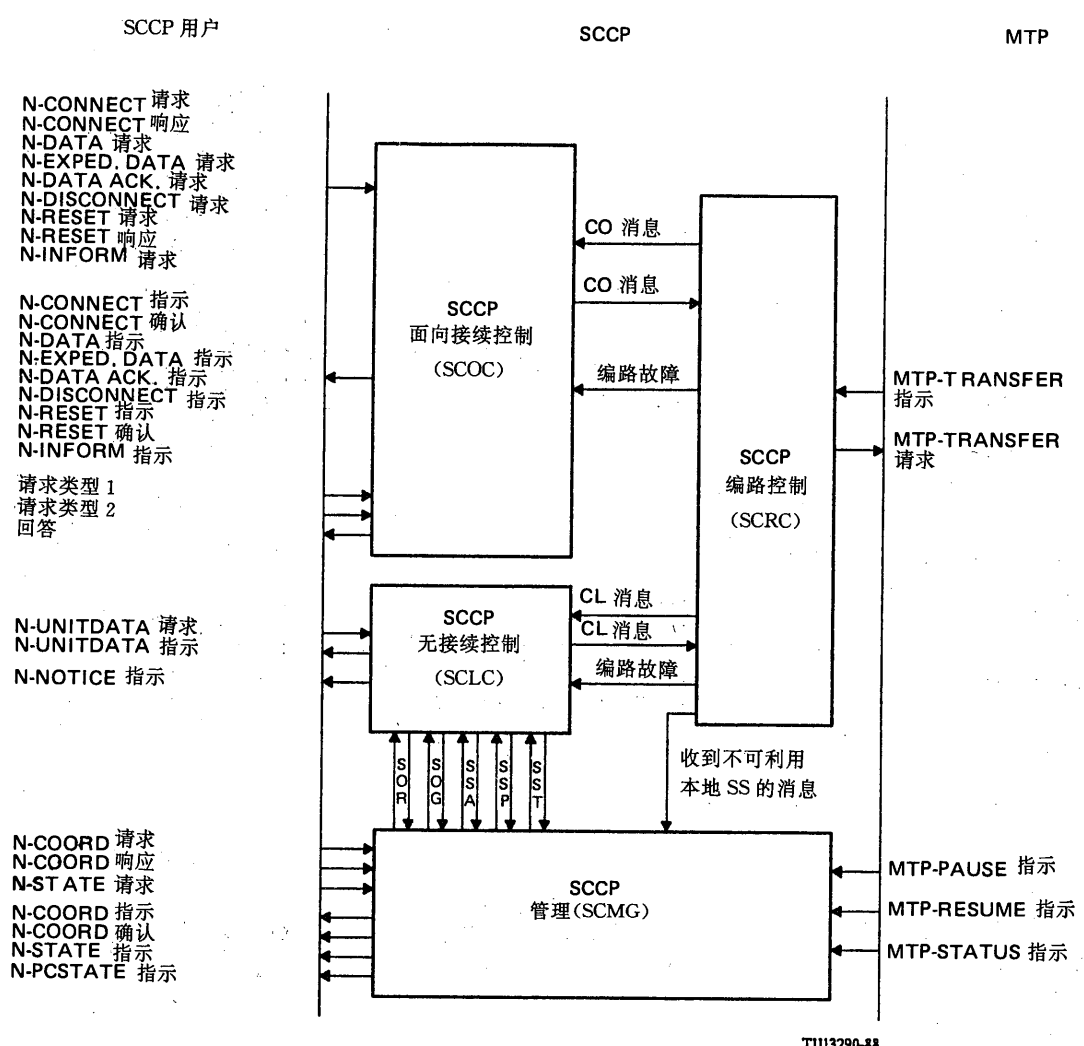 SCCP 用户
SCCP
MTP
N-CONNECT 请求
N-CONNECT 响应
N-DATA 请求
N-EXPED. DATA 请求
N-DATA ACK. 请求
N-DISCONNECT 请求
N-RESET 请求
N-RESET 响应
N-INFORM 请求
N-CONNECT 指示
N-CONNECT 确认
N-DATA 指示
N-EXPED. DATA 指示
N-DATA ACK. 指示
N-DISCONNECT 指示
N-RESET 指示
N-RESET 确认
N-INFORM 指示
请求类型 1
请求类型 2
回答
SCCP
面向接续控制
(SCOC)
CO 消息
CO 消息
编路故障
SCCP
编路控制
(SCRC)
MTP-TRANSFER
指示
MTP-TRANSFER
请求
N-UNITDATA 请求
N-UNITDATA 指示
N-NOTICE 指示
SCCP
无接续控制
(SCLC)
CL 消息
CL 消息
编路故障
SOR
SOG
SSA
SSP
SST
收到不可利用
本地 SS 的消息
N-COORD 请求
N-COORD 响应
N-STATE 请求
N-COORD 指示
N-COORD 确认
N-STATE 指示
N-PCSTATE 指示
SCCP
管理(SCMG)
MTP-PAUSE 指示
MTP-RESUME 指示
MTP-STATUS 指示
T1113290-88